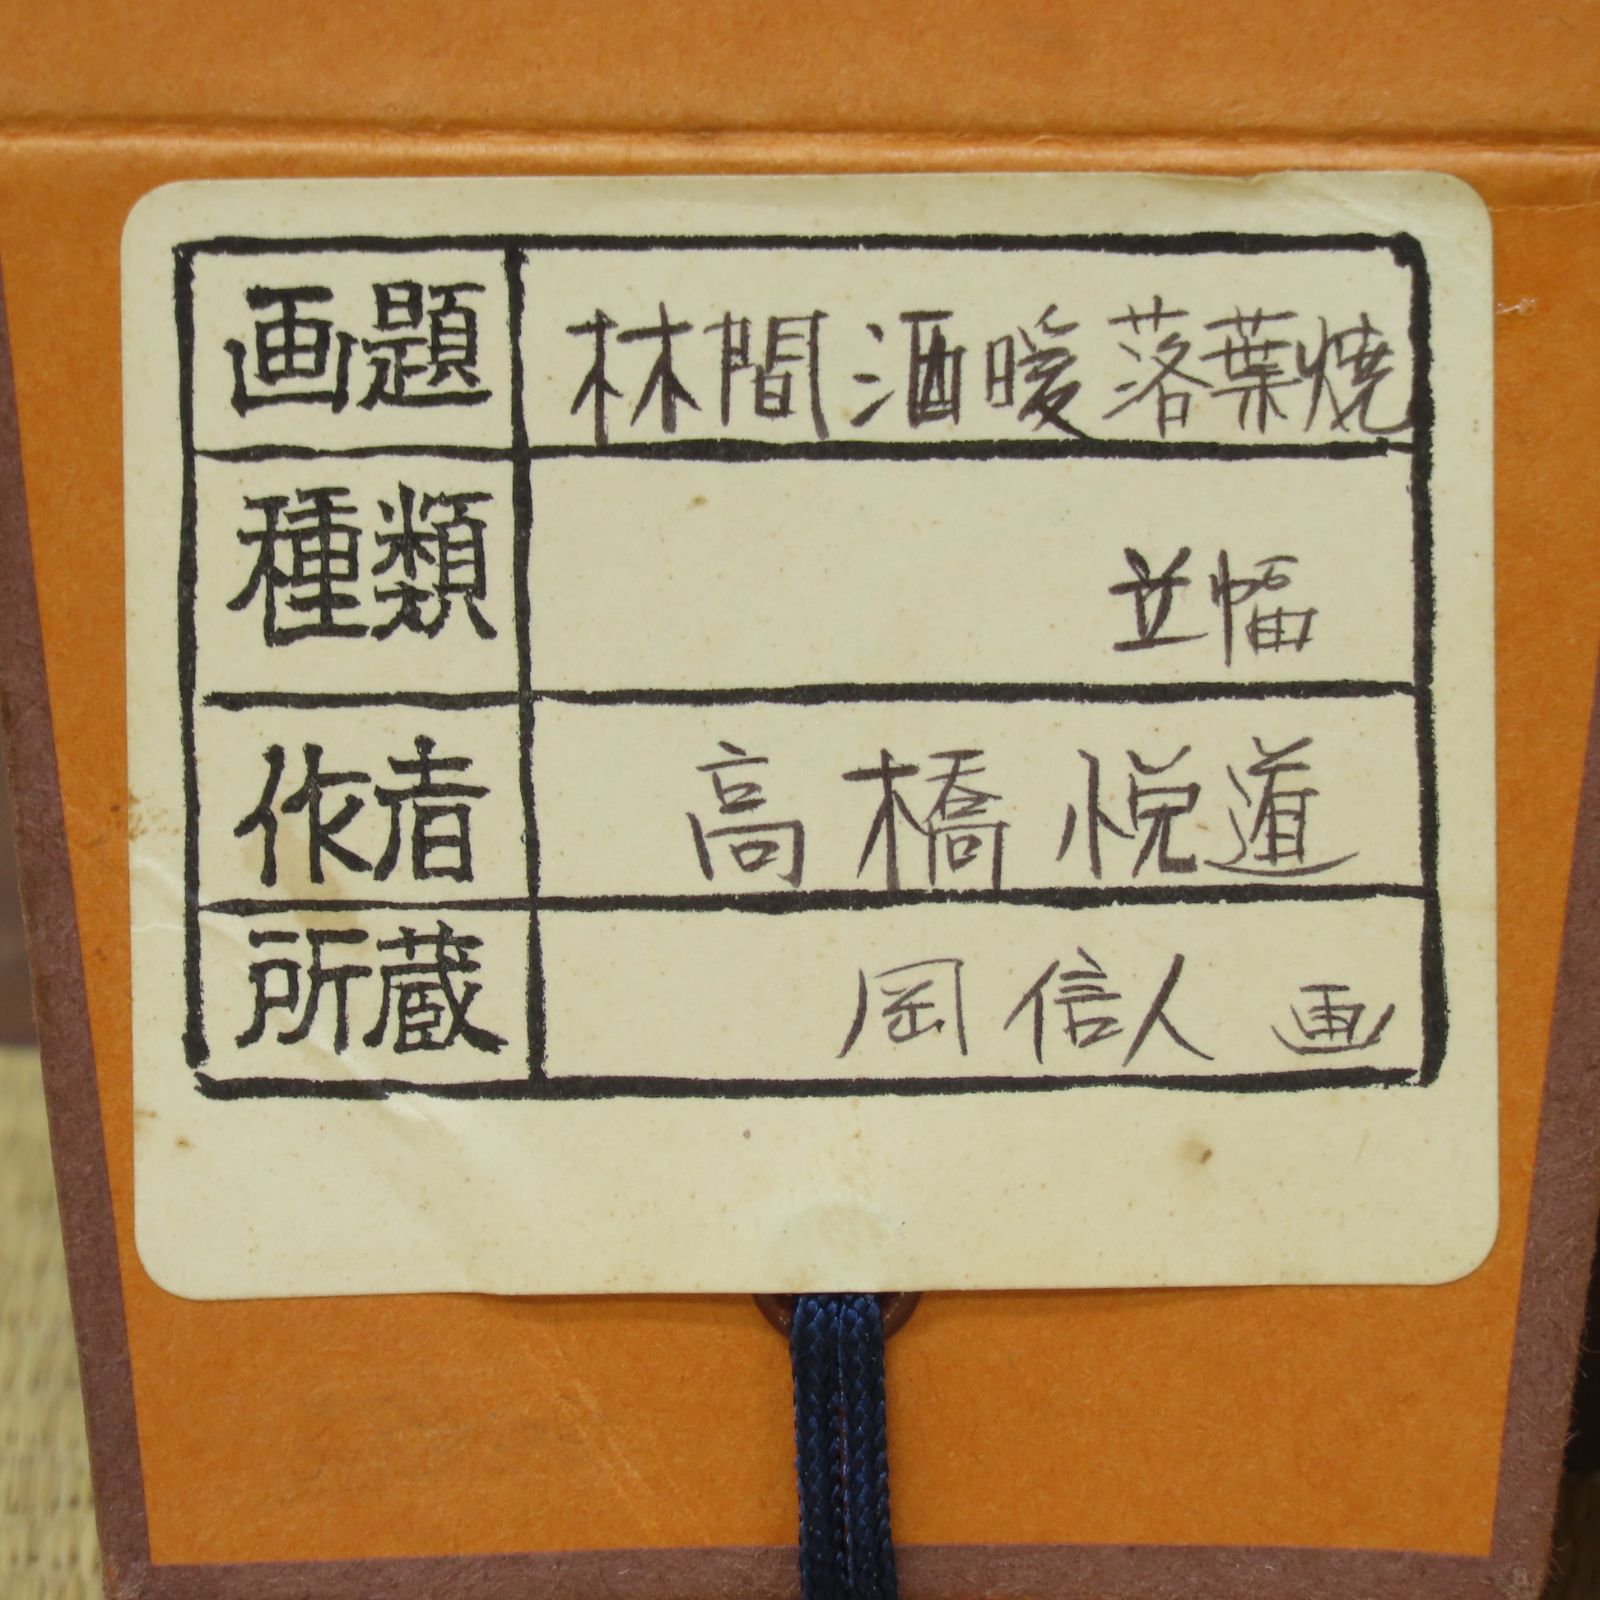 画題 林間酒暖落葉焼
種類 並幅
作者 高橋悦道
所蔵 岡信人 画